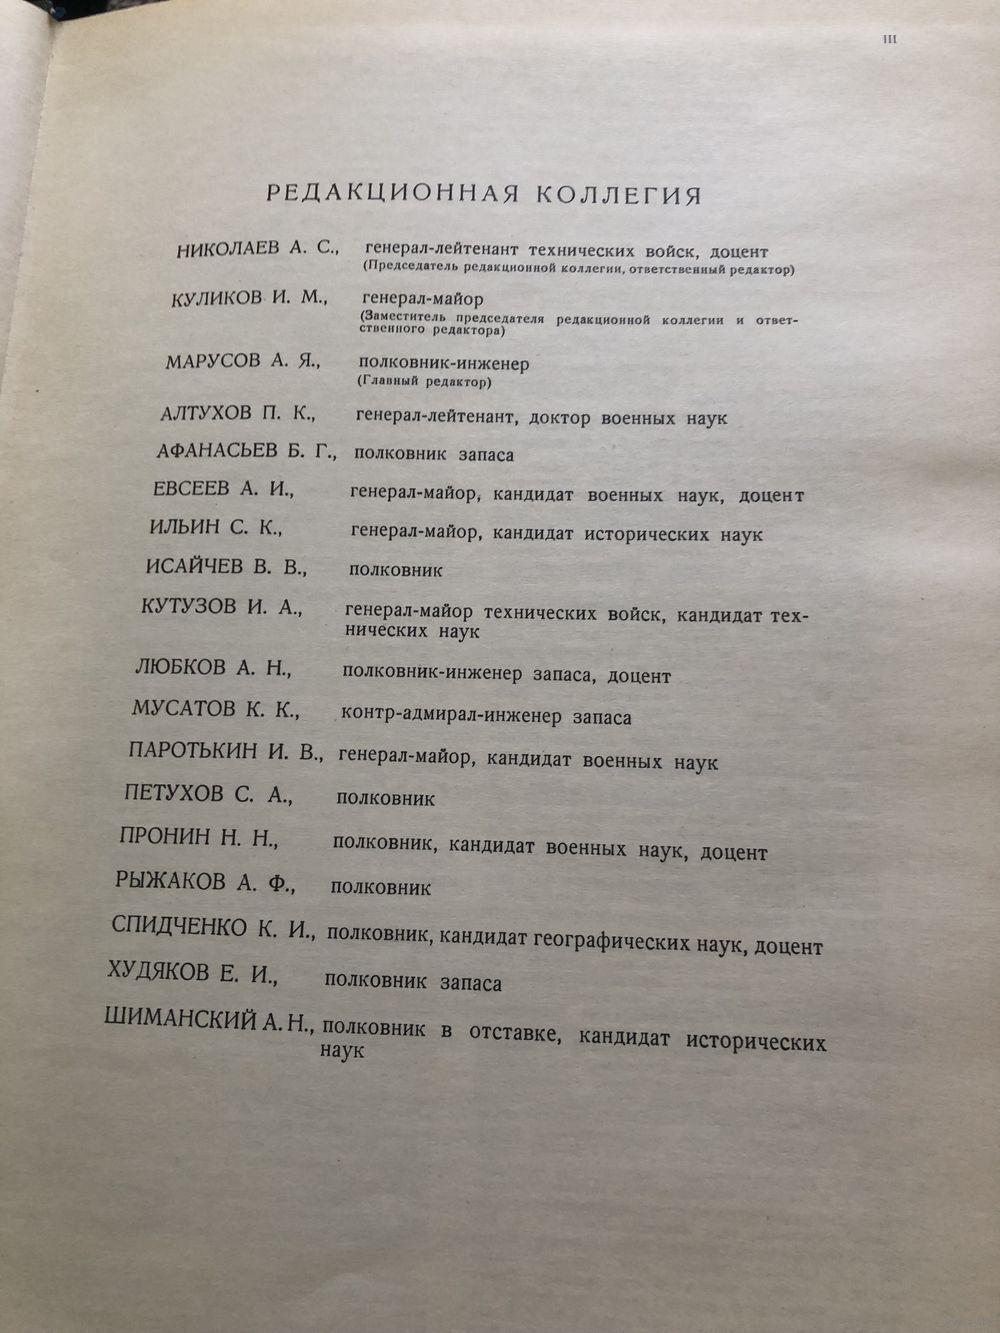 III
РЕДАКЦИОННАЯ КОЛЛЕГИЯ
НИКОЛАЕВ А. С., генерал-лейтенант технических войск, доцент
(Председатель редакционной коллегии, ответственный редактор)
КУЛИКОВ И. М., генерал-майор
(Заместитель председателя редакционной коллегии и ответ-
ственного редактора)
МАРУСОВ А. Я., полковник-инженер
(Главный редактор)
АЛТУХОВ П. К., генерал-лейтенант, доктор военных наук
АФАНАСЬЕВ Б. Г., полковник запаса
ЕВСЕЕВ А. И., генерал-майор, кандидат военных наук, доцент
ИЛЬИН С. К., генерал-майор, кандидат исторических наук
ИСАЙЧЕВ В. В., полковник
КУТУЗОВ И. А., генерал-майор технических войск, кандидат тех-
нических наук
ЛЮБКОВ А. Н., полковник-инженер запаса, доцент
МУСАТОВ К. К., контр-адмирал-инженер запаса
ПАРОТЬКИН И. В., генерал-майор, кандидат военных наук
ПЕТУХОВ С. А., полковник
ПРОНИН Н. Н., полковник, кандидат военных наук, доцент
РЫЖАКОВ А. Ф., полковник
СПИДЧЕНКО К. И., полковник, кандидат географических наук, доцент
ХУДЯКОВ Е. И., полковник запаса
ШИМАНСКИЙ А. Н., полковник в отставке, кандидат исторических
наук